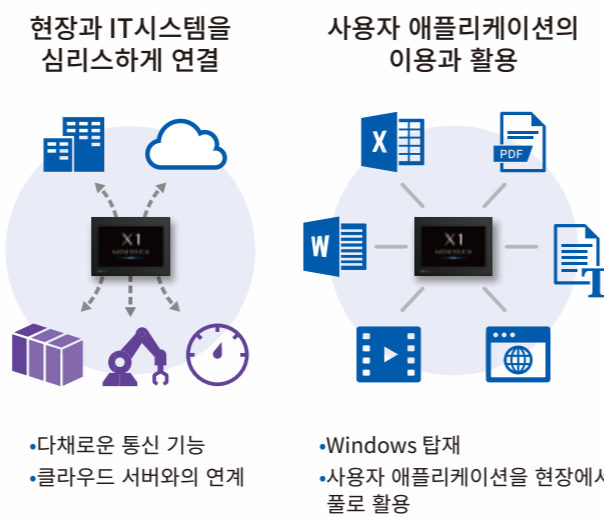 현장과 IT시스템을
심리스하게 연결
사용자 애플리케이션의
이용과 활용
X
PDF
X1
X1
W
T
•다채로운 통신 기능
•클라우드 서버와의 연계
•Windows 탑재
•사용자 애플리케이션을 현장에서
풀로 활용